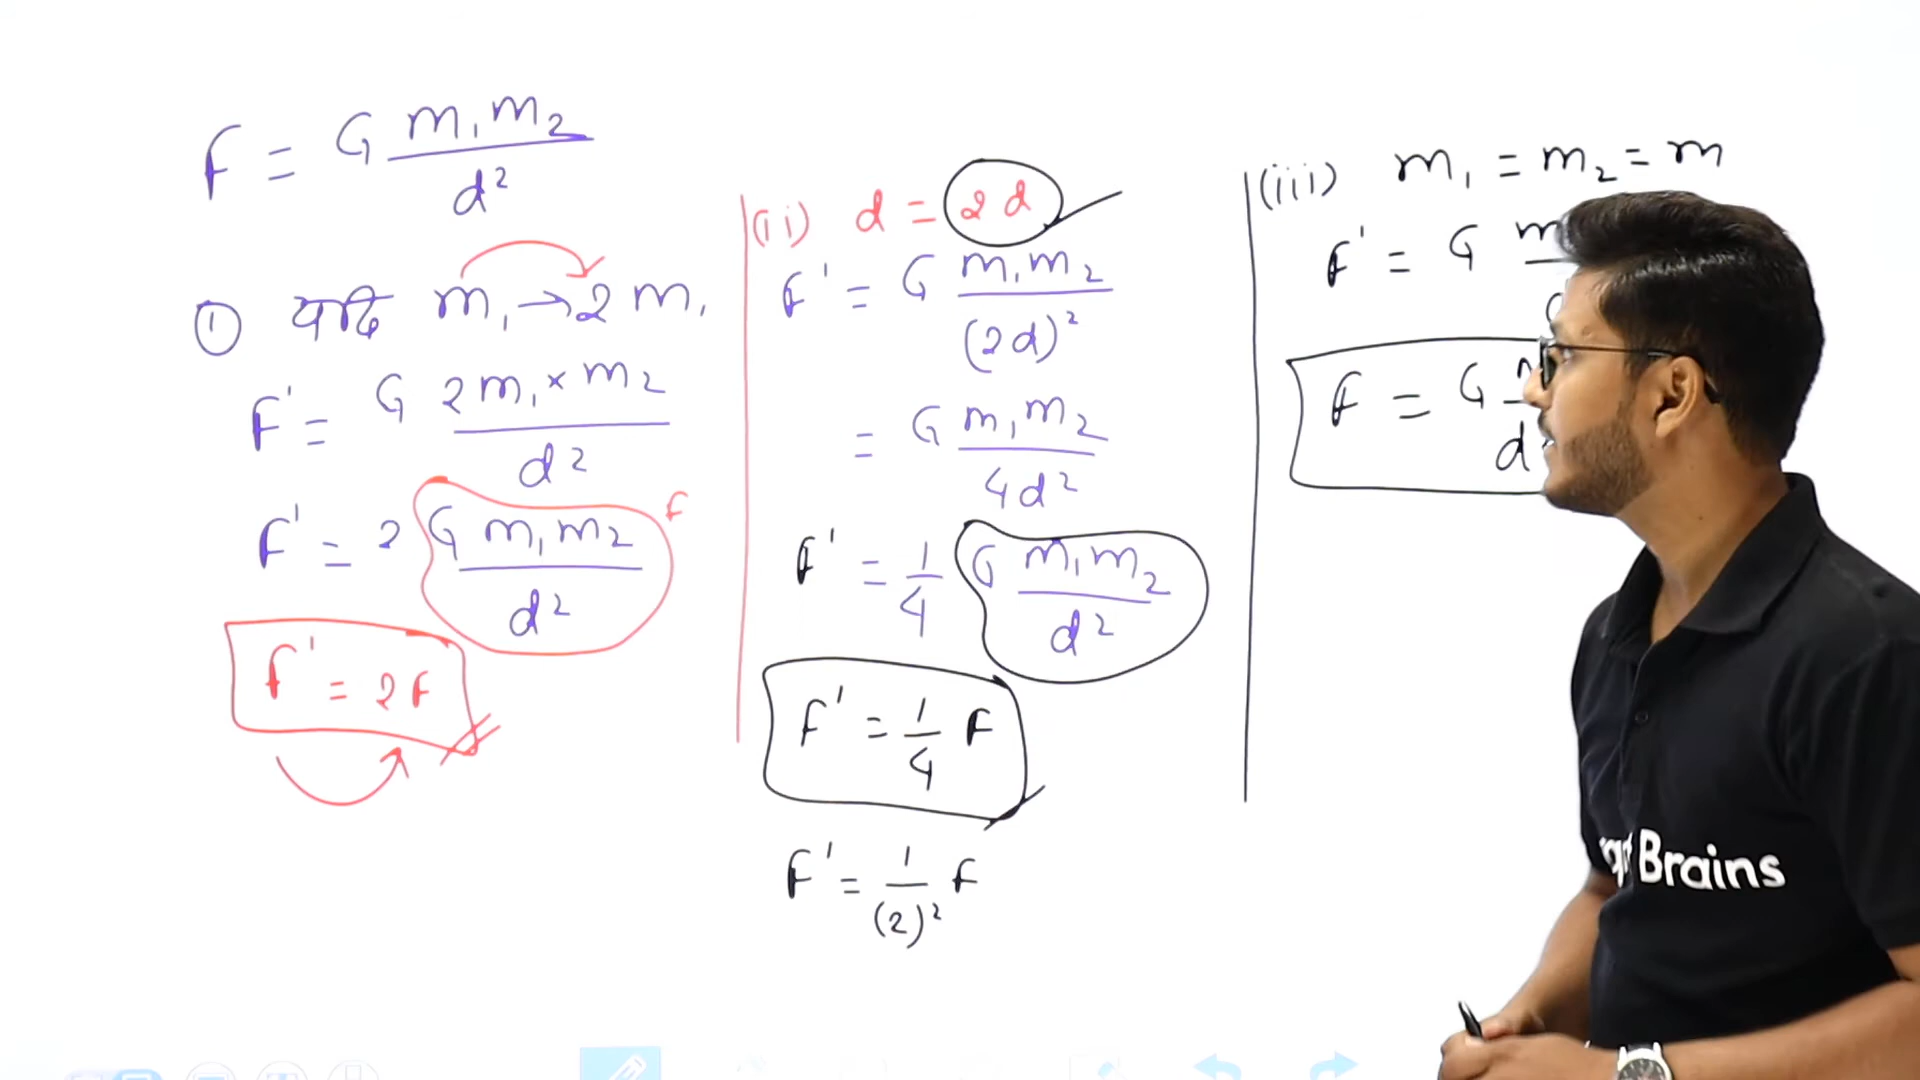 F = G m₁m₂ / d²
① यदि m₁ → 2m₁
F' = G 2m₁ × m₂ / d²
F' = 2 G m₁m₂ / d²
F
F' = 2F
(ii) d = 2d
F' = G m₁m₂ / (2d)²
= G m₁m₂ / 4d²
F' = 1/4 G m₁m₂ / d²
F' = 1/4 F
F' = 1/(2)² F
(iii) m₁ = m₂ = m
F' = G
F = G
d
Brains